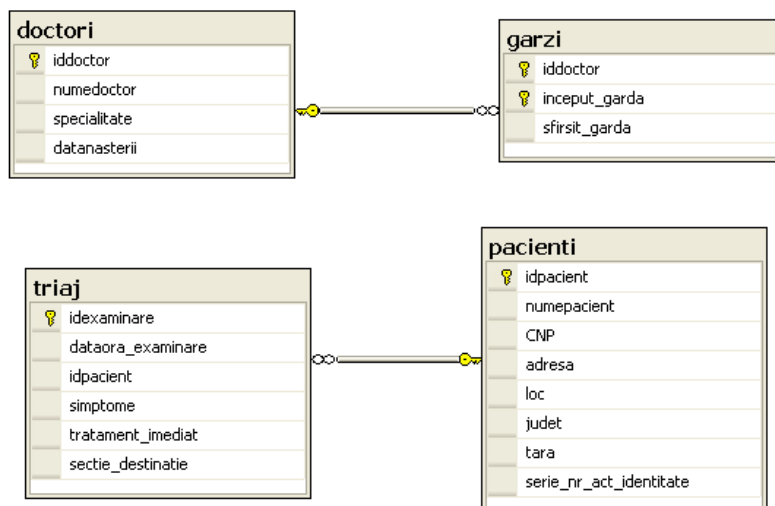 doctori
iddoctor
numedoctor
specialitate
datanasterii
garzi
iddoctor
inceput_garda
sfirsit_garda
triaj
idexaminare
dataora_examinare
idpacient
simptome
tratament_imediat
sectie_destinatie
pacienti
idpacient
numepacient
CNP
adresa
loc
judet
tara
serie_nr_act_identitate